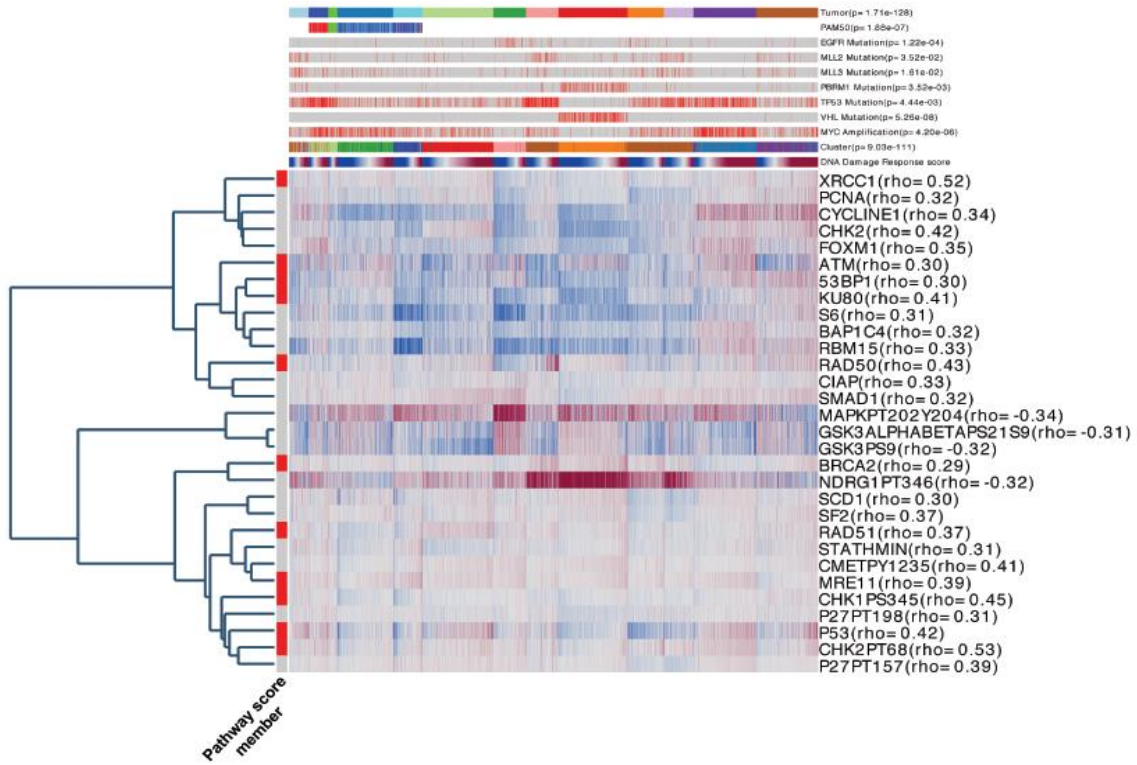 Tumor(p= 1.71e-128)
PAM50(p= 1.68e-07)
EGFR Mutation(p= 1.22e-04)
MLL2 Mutation(p= 3.52e-02)
MLL3 Mutation(p= 1.61e-02)
PBRM1 Mutation(p= 3.52e-03)
TP53 Mutation(p= 4.44e-03)
VHL Mutation(p= 5.26e-08)
MYC Amplification(p= 4.20e-06)
Cluster(p= 9.03e-111)
DNA Damage Response score
XRCC1(rho= 0.52)
PCNA(rho= 0.32)
CYCLINE1(rho= 0.34)
CHK2(rho= 0.42)
FOXM1(rho= 0.35)
ATM(rho= 0.30)
53BP1(rho= 0.30)
KU80(rho= 0.41)
S6(rho= 0.31)
BAP1C4(rho= 0.32)
RBM15(rho= 0.33)
RAD50(rho= 0.43)
CIAP(rho= 0.33)
SMAD1(rho= 0.32)
MAPKPT202Y204(rho= -0.34)
GSK3ALPHABETAPS21S9(rho= -0.31)
GSK3PS9(rho= -0.32)
BRCA2(rho= 0.29)
NDRG1PT346(rho= -0.32)
SCD1(rho= 0.30)
SF2(rho= 0.37)
RAD51(rho= 0.37)
STATHMIN(rho= 0.31)
CMETPY1235(rho= 0.41)
MRE11(rho= 0.39)
CHK1PS345(rho= 0.45)
P27PT198(rho= 0.31)
P53(rho= 0.42)
CHK2PT68(rho= 0.53)
P27PT157(rho= 0.39)
Pathway score
member